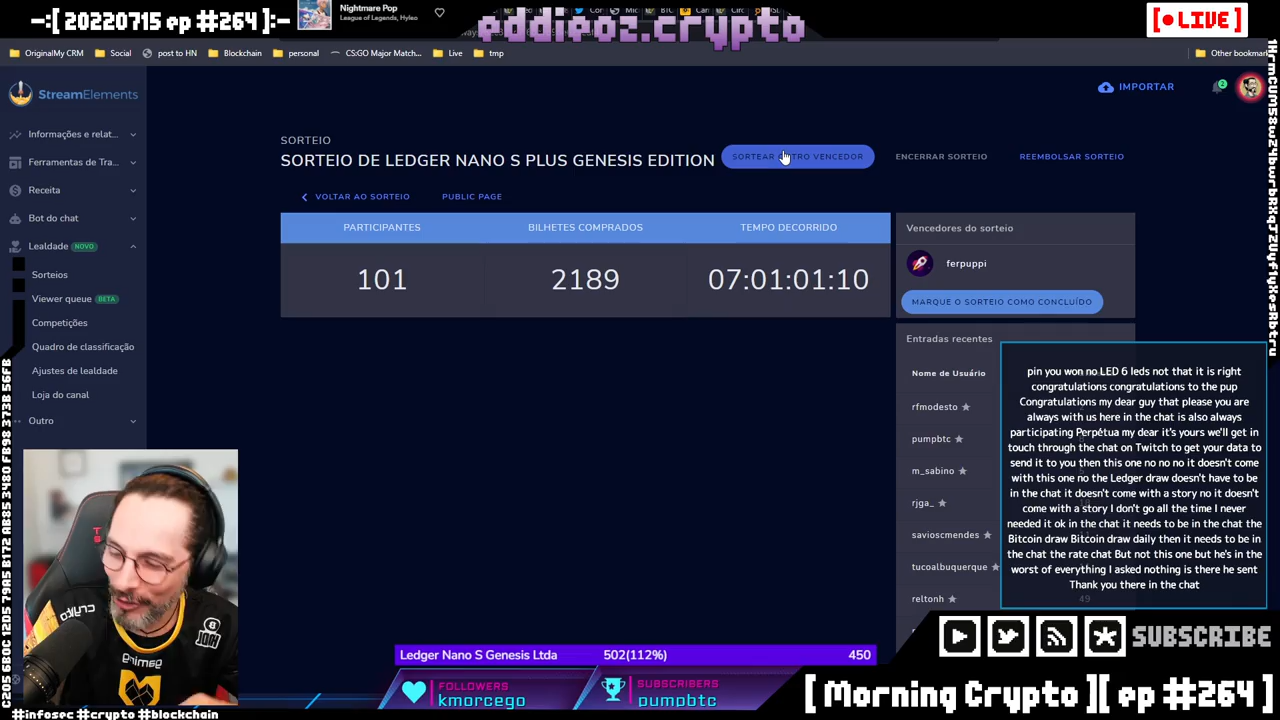 -:[ 20220715 ep #264 ]:-
Nightmare Pop
League of Legends, Hyleo
eddieoz.crypto
[●LIVE]
OriginalMy CRM
Social
post to HN
Blockchain
personal
CS:GO Major Match...
Live
tmp
Other bookmar
StreamElements
IMPORTAR
2
Informações e relat...
Ferramentas de Tra...
Receita
Bot do chat
Lealdade NOVO
Sorteios
Viewer queue BETA
Competições
Quadro de classificação
Ajustes de lealdade
Loja do canal
Outro
SORTEIO
SORTEIO DE LEDGER NANO S PLUS GENESIS EDITION
SORTEAR OUTRO VENCEDOR
ENCERRAR SORTEIO
REEMBOLSAR SORTEIO
VOLTAR AO SORTEIO
PUBLIC PAGE
PARTICIPANTES
BILHETES COMPRADOS
TEMPO DECORRIDO
101
2189
07:01:01:10
Vencedores do sorteio
ferpuppi
MARQUE O SORTEIO COMO CONCLUÍDO
Entradas recentes
Nome de Usuário
rfmodesto
pumpbtc
m_sabino
rjga_
savioscmendes
tucoalbuquerque
reltonh
49
pin you won no LED 6 leds not that it is right
congratulations congratulations to the pup
Congratulations my dear guy that please you are
always with us here in the chat is also always
participating Perpétua my dear it's yours we'll get in
touch through the chat on Twitch to get your data to
send it to you then this one no no no it doesn't come
with this one no the Ledger draw doesn't have to be
in the chat it doesn't come with a story no it doesn't
come with a story I don't go all the time I never
needed it ok in the chat it needs to be in the chat the
Bitcoin draw Bitcoin draw daily then it needs to be in
the chat the rate chat But not this one but he's in the
worst of everything I asked nothing is there he sent
Thank you there in the chat
Ledger Nano S Genesis Ltda
502(112%)
450
FOLLOWERS
kmorcego
SUBSCRIBERS
pumpbtc
SUBSCRIBE
[ Morning Crypto ][ ep #264 ]
#infosec #crypto #blockchain